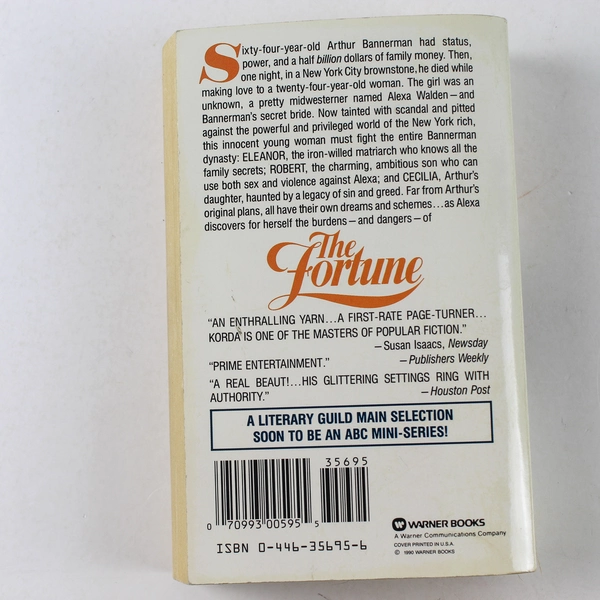 Sixty-four-year-old Arthur Bannerman had status,
power, and a half billion dollars of family money. Then,
one night, in a New York City brownstone, he died while
making love to a twenty-four-year-old woman. The girl was an
unknown, a pretty midwesterner named Alexa Walden—and
Bannerman's secret bride. Now tainted with scandal and pitted
against the powerful and privileged world of the New York rich,
this innocent young woman must fight the entire Bannerman
dynasty: ELEANOR, the iron-willed matriarch who knows all the
family secrets; ROBERT, the charming, ambitious son who can
use both sex and violence against Alexa; and CECILIA, Arthur's
daughter, haunted by a legacy of sin and greed. Far from Arthur's
original plans, all have their own dreams and schemes...as Alexa
discovers for herself the burdens—and dangers—of
The
Fortune
"AN ENTHRALLING YARN...A FIRST-RATE PAGE-TURNER...
KORDA IS ONE OF THE MASTERS OF POPULAR FICTION."
—Susan Isaacs, Newsday
"PRIME ENTERTAINMENT." —Publishers Weekly
"A REAL BEAUT!...HIS GLITTERING SETTINGS RING WITH
AUTHORITY." —Houston Post
A LITERARY GUILD MAIN SELECTION
SOON TO BE AN ABC MINI-SERIES!
35695
0 70993 00595 5
ISBN 0-446-35695-6
WARNER BOOKS
A Warner Communications Company
COVER PRINTED IN U.S.A.
© 1990 WARNER BOOKS